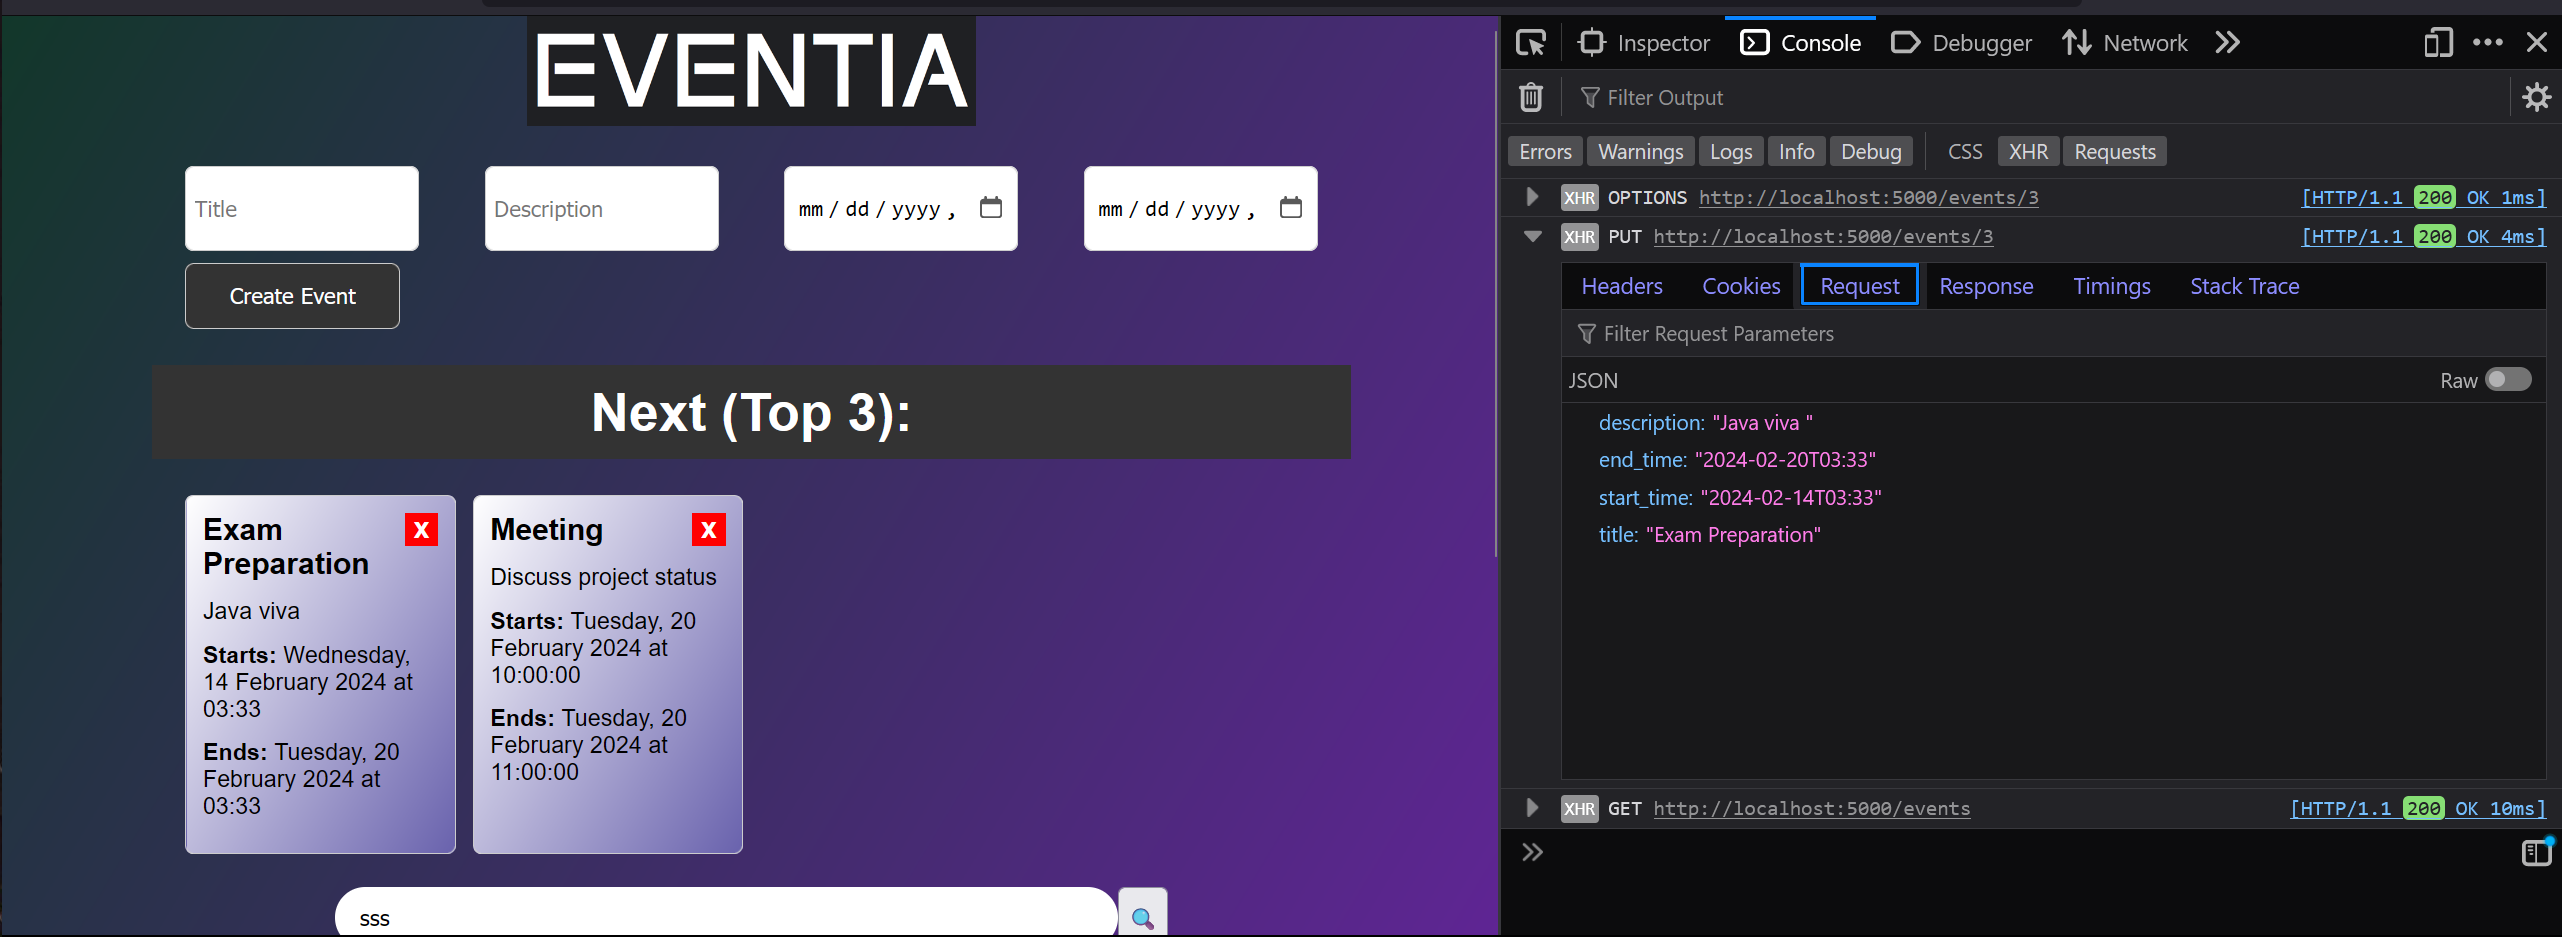 EVENTIA
Title
Description
mm / dd / yyyy ,
mm / dd / yyyy ,
Create Event
Next (Top 3):
Exam
Preparation
X
Java viva
Starts: Wednesday,
14 February 2024 at
03:33
Ends: Tuesday, 20
February 2024 at
03:33
Meeting
X
Discuss project status
Starts: Tuesday, 20
February 2024 at
10:00:00
Ends: Tuesday, 20
February 2024 at
11:00:00
sss
Inspector
Console
Debugger
Network
Filter Output
Errors Warnings Logs Info Debug CSS XHR Requests
XHR OPTIONS http://localhost:5000/events/3 [HTTP/1.1 200 OK 1ms]
XHR PUT http://localhost:5000/events/3 [HTTP/1.1 200 OK 4ms]
Headers Cookies Request Response Timings Stack Trace
Filter Request Parameters
JSON Raw
description: "Java viva "
end_time: "2024-02-20T03:33"
start_time: "2024-02-14T03:33"
title: "Exam Preparation"
XHR GET http://localhost:5000/events [HTTP/1.1 200 OK 10ms]